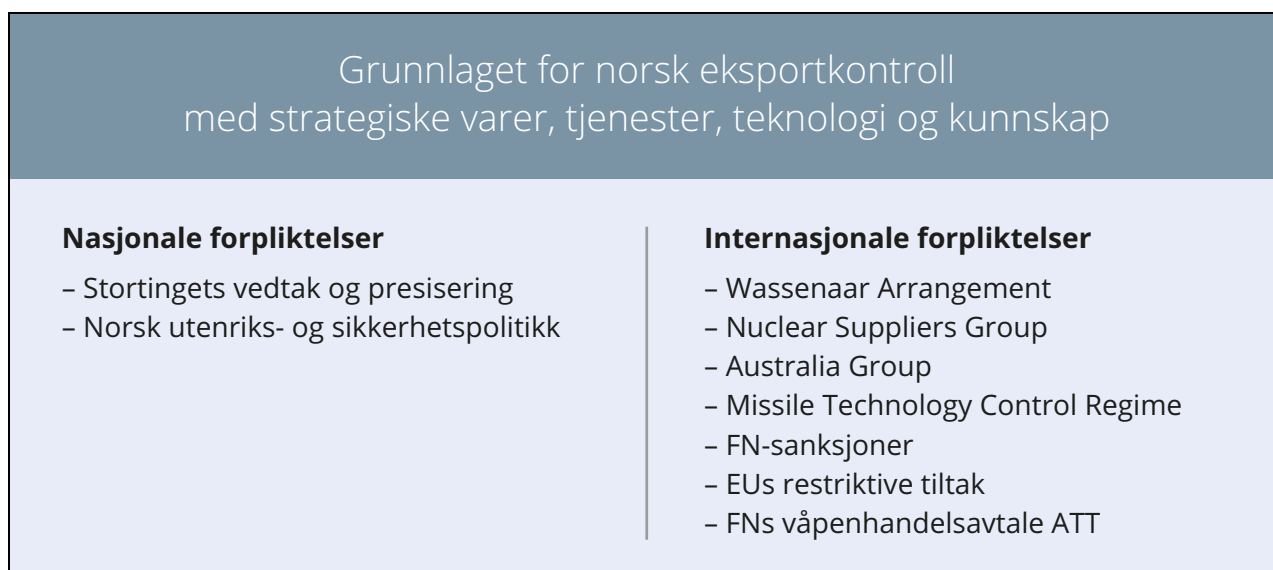 Grunnlaget for norsk eksportkontroll
med strategiske varer, tjenester, teknologi og kunnskap
Nasjonale forpliktelser
– Stortingets vedtak og presisering
– Norsk utenriks- og sikkerhetspolitikk
Internasjonale forpliktelser
– Wassenaar Arrangement
– Nuclear Suppliers Group
– Australia Group
– Missile Technology Control Regime
– FN-sanksjoner
– EUs restriktive tiltak
– FNs våpenhandelsavtale ATT